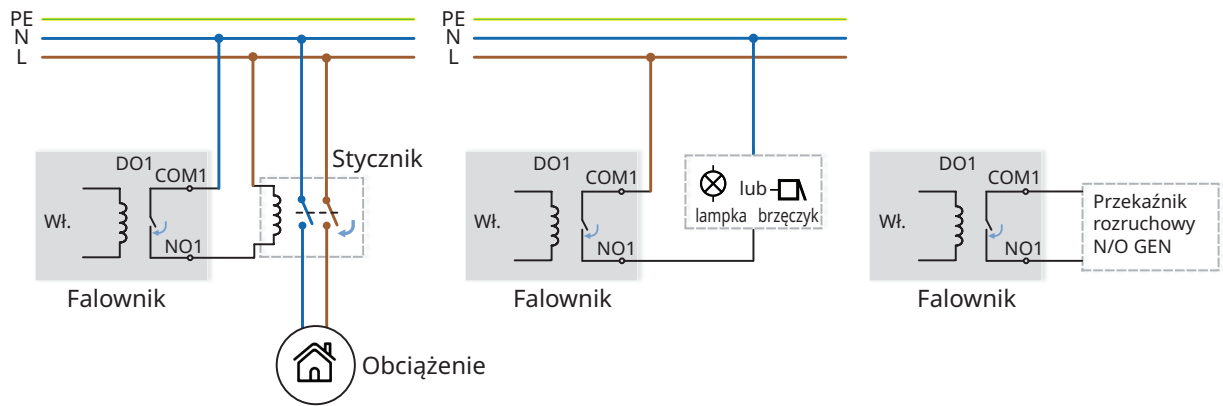 PE
N
L
DO1
COM1
Wł.
NO1
Falownik
Stycznik
Obciążenie
PE
N
L
DO1
COM1
Wł.
NO1
Falownik
lub
lampka brzęczyk
DO1
COM1
Wł.
NO1
Falownik
Przekaźnik
rozruchowy
N/O GEN